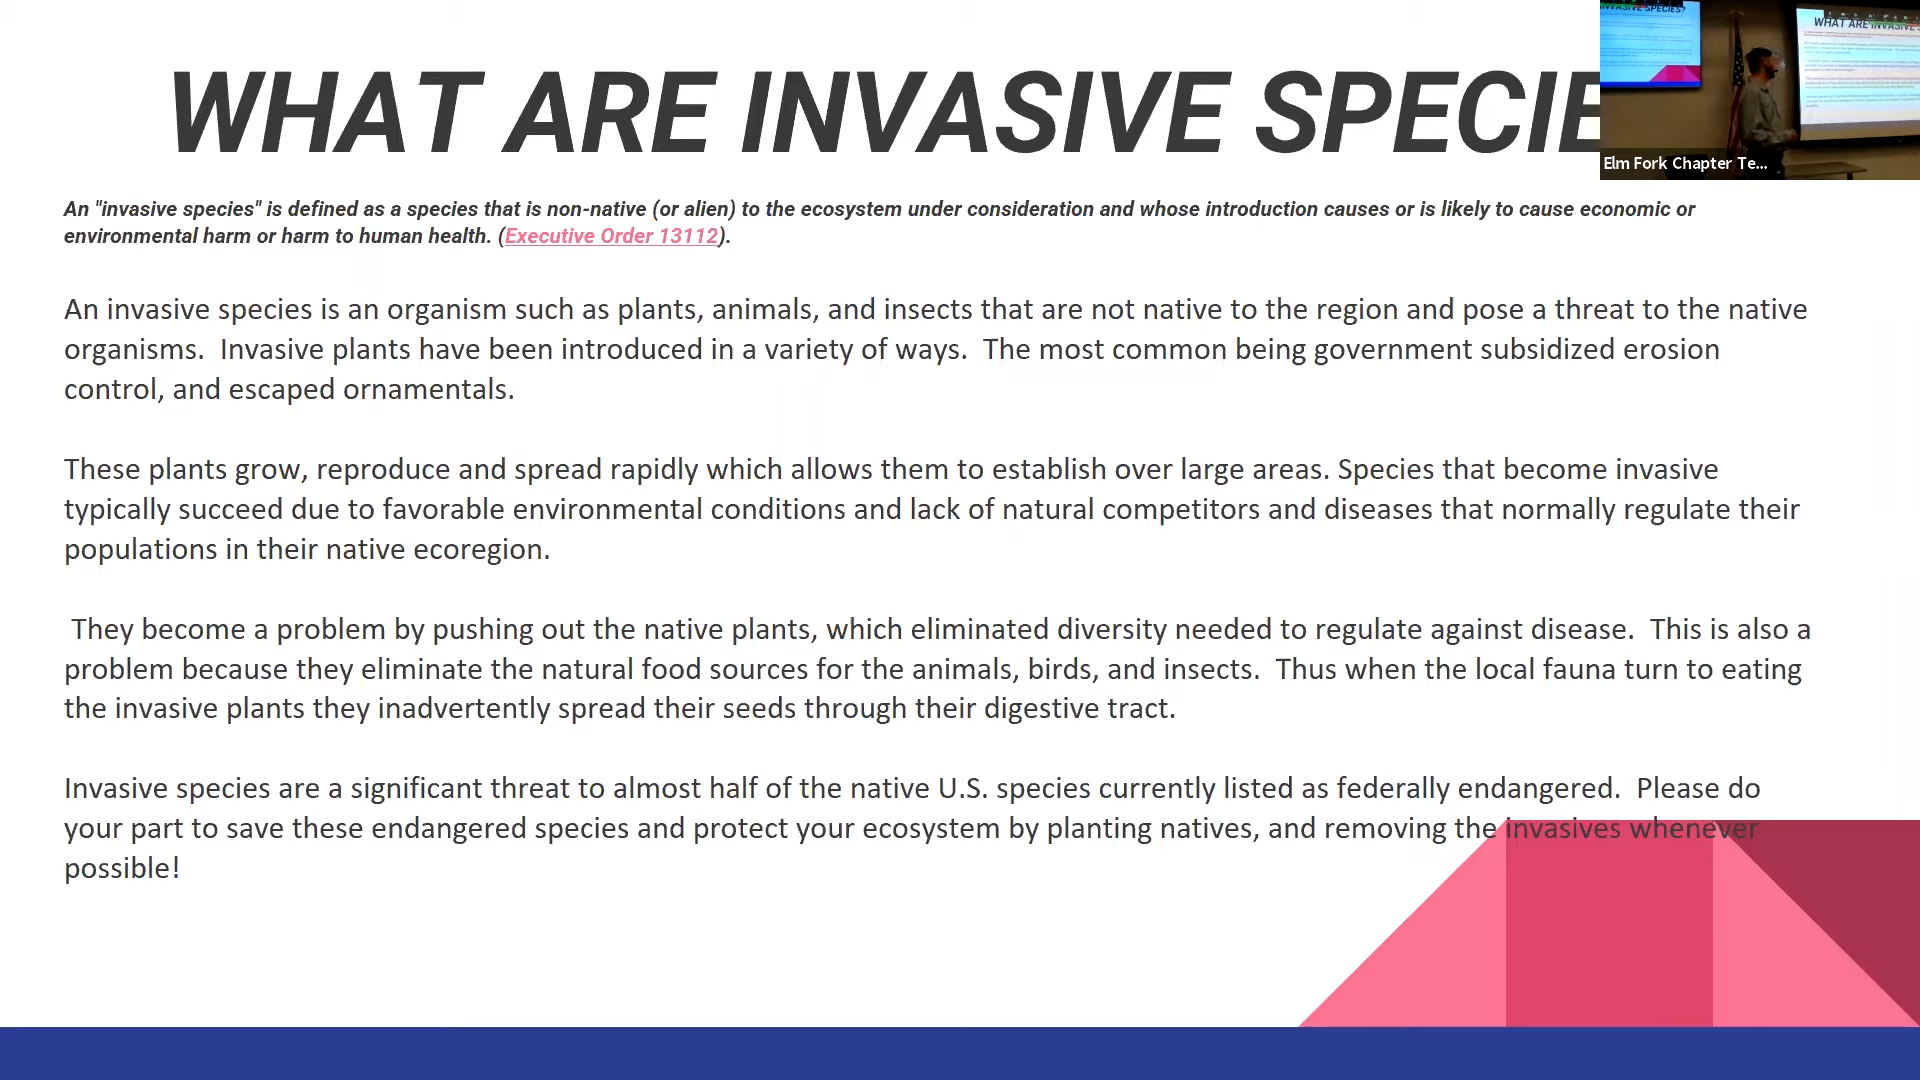 WHAT ARE INVASIVE SPECIE
An "invasive species" is defined as a species that is non-native (or alien) to the ecosystem under consideration and whose introduction causes or is likely to cause economic or
environmental harm or harm to human health. (Executive Order 13112).
An invasive species is an organism such as plants, animals, and insects that are not native to the region and pose a threat to the native
organisms.  Invasive plants have been introduced in a variety of ways.  The most common being government subsidized erosion
control, and escaped ornamentals.
These plants grow, reproduce and spread rapidly which allows them to establish over large areas. Species that become invasive
typically succeed due to favorable environmental conditions and lack of natural competitors and diseases that normally regulate their
populations in their native ecoregion.
They become a problem by pushing out the native plants, which eliminated diversity needed to regulate against disease.  This is also a
problem because they eliminate the natural food sources for the animals, birds, and insects.  Thus when the local fauna turn to eating
the invasive plants they inadvertently spread their seeds through their digestive tract.
Invasive species are a significant threat to almost half of the native U.S. species currently listed as federally endangered.  Please do
your part to save these endangered species and protect your ecosystem by planting natives, and removing the invasives whenever
possible!
INVASIVE SPECIES?
WHAT ARE INVASIVE S
Elm Fork Chapter Te...